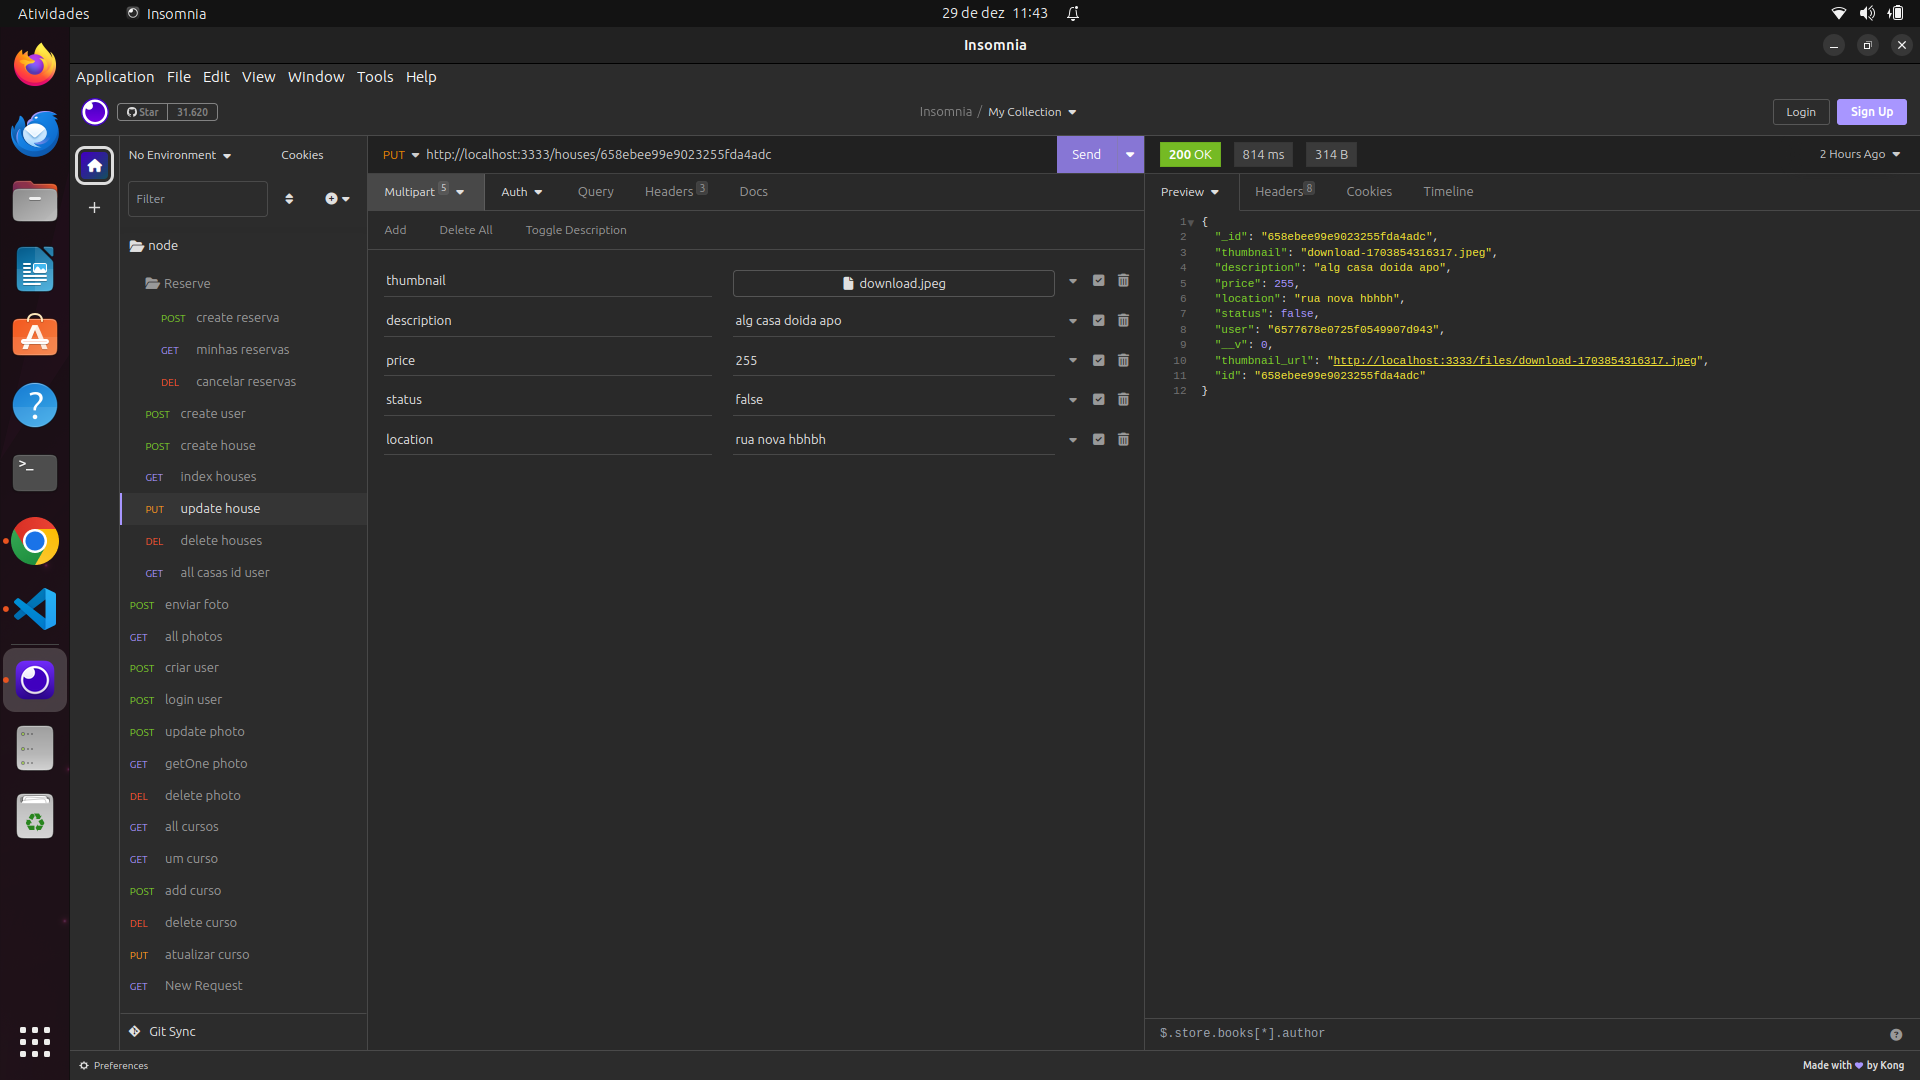 Atividades
Insomnia
29 de dez 11:43
Insomnia
Application File Edit View Window Tools Help
Star 31.620
Insomnia / My Collection
Login
Sign Up
No Environment
Cookies
Filter
node
Reserve
POST create reserva
GET minhas reservas
DEL cancelar reservas
POST create user
POST create house
GET index houses
PUT update house
DEL delete houses
GET all casas id user
POST enviar foto
GET all photos
POST criar user
POST login user
POST update photo
GET getOne photo
DEL delete photo
GET all cursos
GET um curso
POST add curso
DEL delete curso
PUT atualizar curso
GET New Request
Git Sync
Preferences
PUT http://localhost:3333/houses/658ebee99e9023255fda4adc
Send
Multipart 5 Auth Query Headers 3 Docs
Add Delete All Toggle Description
thumbnail download.jpeg
description alg casa doida apo
price 255
status false
location rua nova hbhbh
200 OK 814 ms 314 B
2 Hours Ago
Preview Headers 8 Cookies Timeline
1 {
2 "_id": "658ebee99e9023255fda4adc",
3 "thumbnail": "download-1703854316317.jpeg",
4 "description": "alg casa doida apo",
5 "price": 255,
6 "location": "rua nova hbhbh",
7 "status": false,
8 "user": "6577678e0725f0549907d943",
9 "__v": 0,
10 "thumbnail_url": "http://localhost:3333/files/download-1703854316317.jpeg",
11 "id": "658ebee99e9023255fda4adc"
12 }
$.store.books[*].author
Made with by Kong